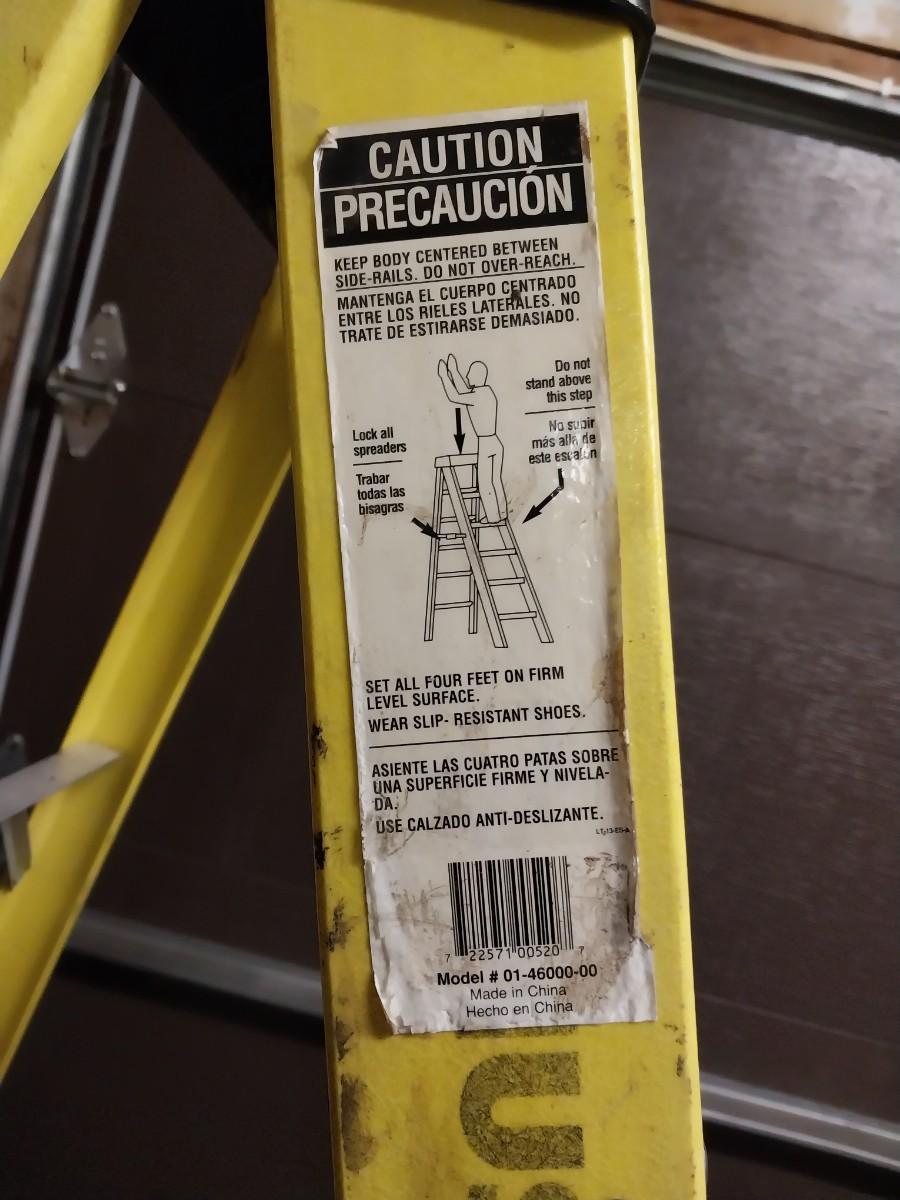 CAUTION
PRECAUCIÓN
KEEP BODY CENTERED BETWEEN
SIDE-RAILS. DO NOT OVER-REACH.
MANTENGA EL CUERPO CENTRADO
ENTRE LOS RIELES LATERALES. NO
TRATE DE ESTIRARSE DEMASIADO.
Do not
stand above
this step
No subir
más allá de
este escalon
Lock all
spreaders
Trabar
todas las
bisagras
SET ALL FOUR FEET ON FIRM
LEVEL SURFACE.
WEAR SLIP- RESISTANT SHOES.
ASIENTE LAS CUATRO PATAS SOBRE
UNA SUPERFICIE FIRME Y NIVELA-
DA.
USE CALZADO ANTI-DESLIZANTE.
7 22571 00520 7
Model # 01-46000-00
Made in China
Hecho en China